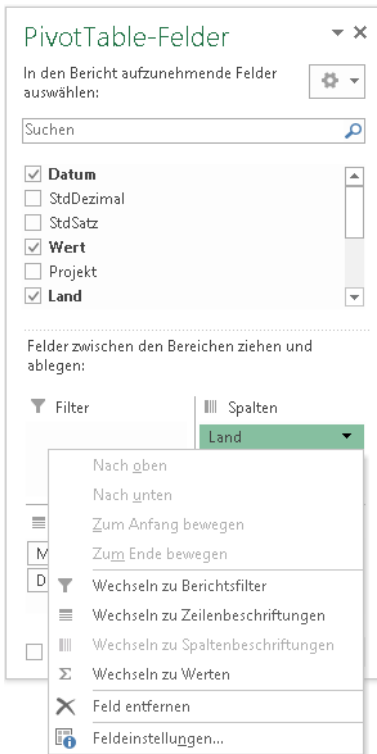 PivotTable-Felder
In den Bericht aufzunehmende Felder
auswählen:
Suchen
Datum
StdDezimal
StdSatz
Wert
Projekt
Land
Felder zwischen den Bereichen ziehen und
ablegen:
Filter
Spalten
Land
Nach oben
Nach unten
Zum Anfang bewegen
Zum Ende bewegen
M
D
Wechseln zu Berichtsfilter
Wechseln zu Zeilenbeschriftungen
Wechseln zu Spaltenbeschriftungen
Wechseln zu Werten
Feld entfernen
Feldeinstellungen...